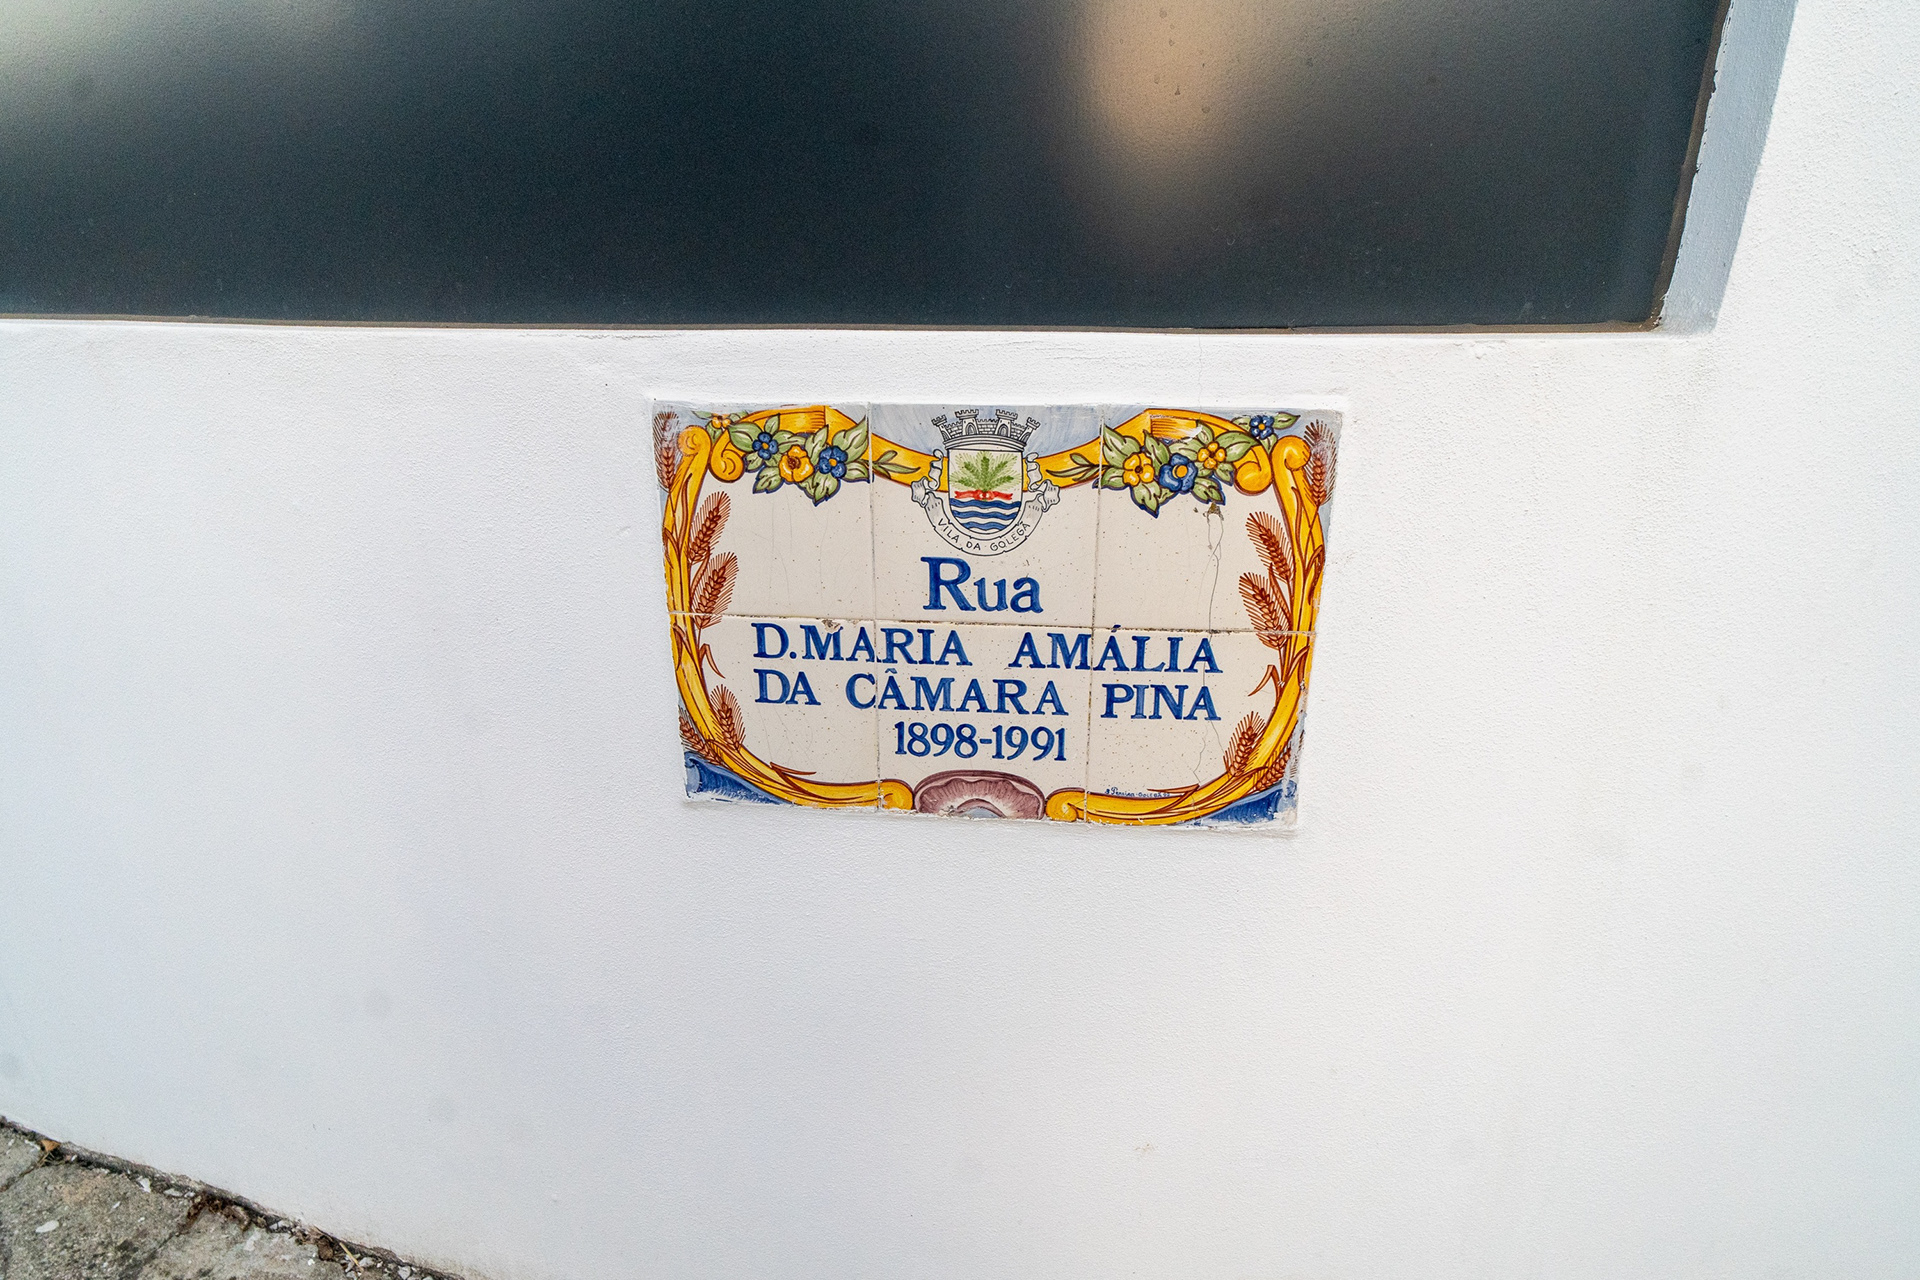 VILA DA GOLEGÃ
Rua
D.MARIA AMÁLIA
DA CÂMARA PINA
1898-1991